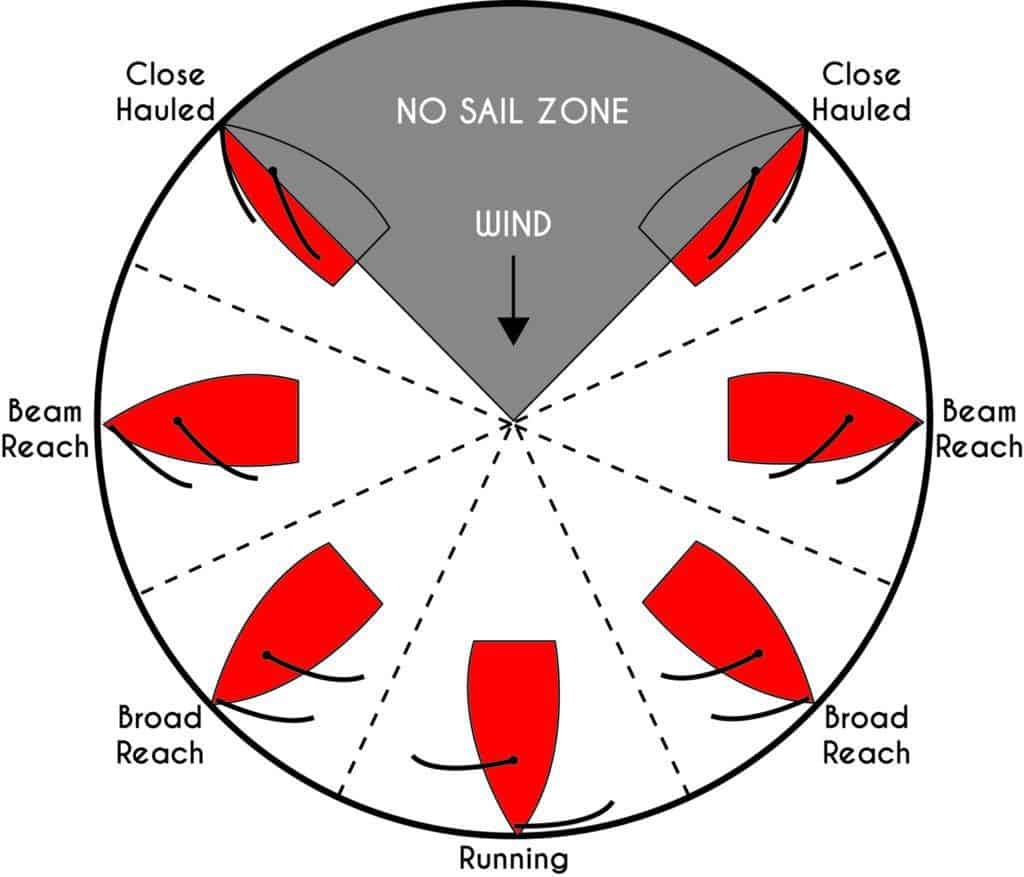 Close
Hauled
NO SAIL ZONE
Close
Hauled
WIND
Beam
Reach
Beam
Reach
Broad
Reach
Broad
Reach
Running